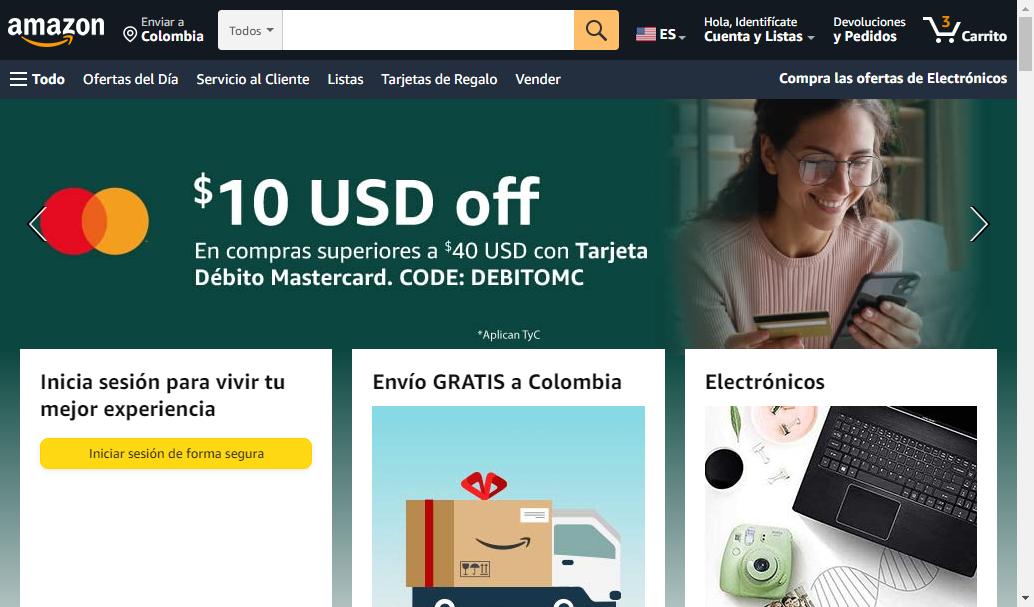 amazon
Enviar a
Colombia
Todos
ES
Hola, Identifícate
Cuenta y Listas
Devoluciones
y Pedidos
3
Carrito
Todo
Ofertas del Día
Servicio al Cliente
Listas
Tarjetas de Regalo
Vender
Compra las ofertas de Electrónicos
$10 USD off
En compras superiores a $40 USD con Tarjeta
Débito Mastercard. CODE: DEBITOMC
*Aplican TyC
Inicia sesión para vivir tu
mejor experiencia
Iniciar sesión de forma segura
Envío GRATIS a Colombia
Electrónicos